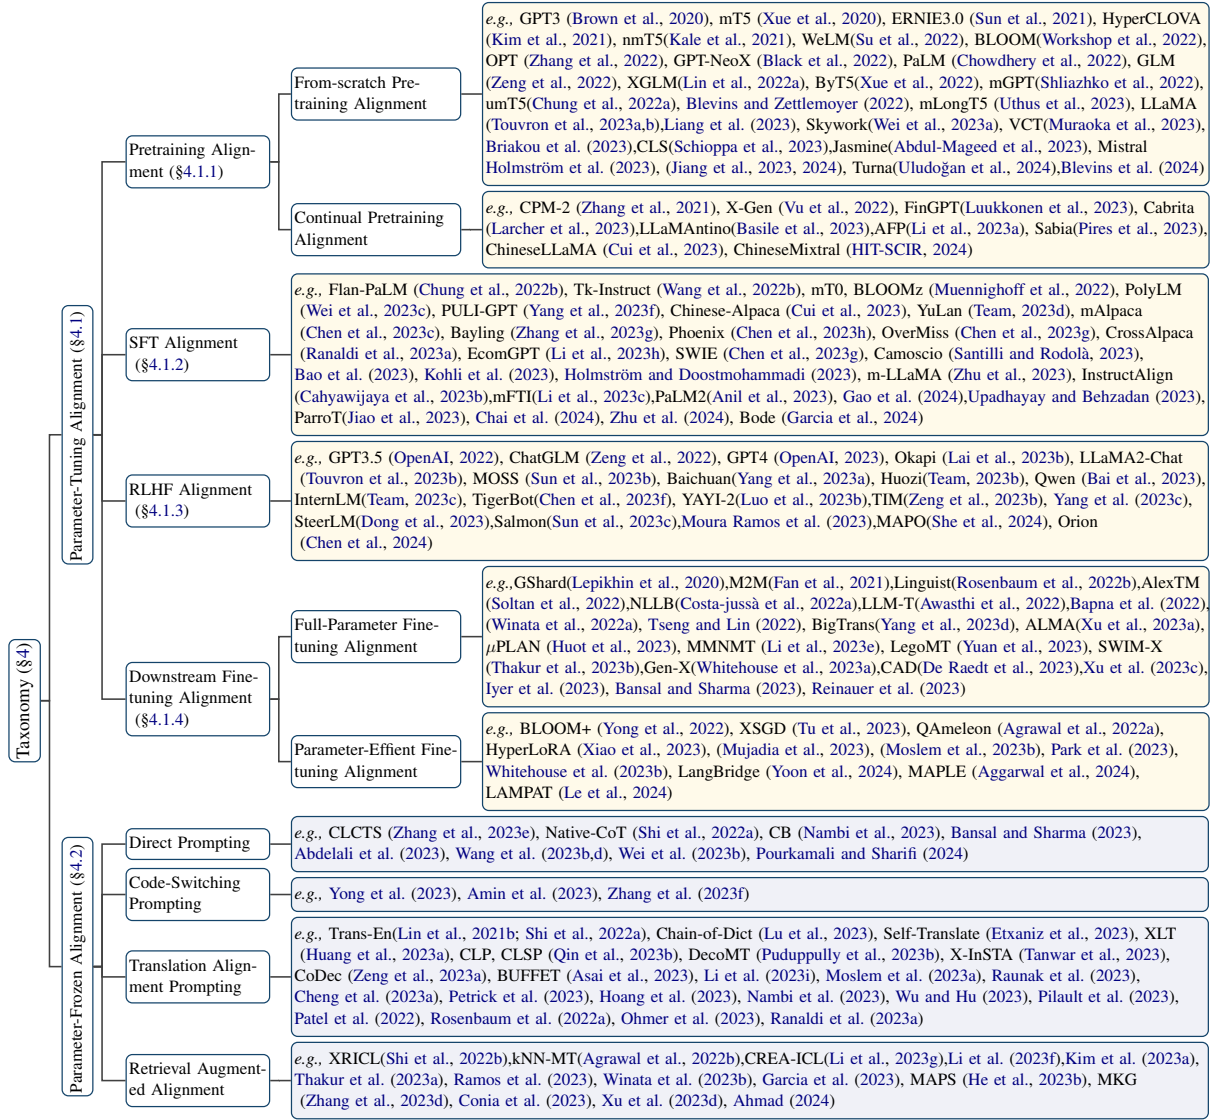 Taxonomy (§4)
Parameter-Tuning Alignment (§4.1)
Pretraining Align-
ment (§4.1.1)
From-scratch Pre-
training Alignment
e.g., GPT3 (Brown et al., 2020), mT5 (Xue et al., 2020), ERNIE3.0 (Sun et al., 2021), HyperCLOVA
(Kim et al., 2021), nmT5(Kale et al., 2021), WeLM(Su et al., 2022), BLOOM(Workshop et al., 2022),
OPT (Zhang et al., 2022), GPT-NeoX (Black et al., 2022), PaLM (Chowdhery et al., 2022), GLM
(Zeng et al., 2022), XGLM(Lin et al., 2022a), ByT5(Xue et al., 2022), mGPT(Shliazhko et al., 2022),
umT5(Chung et al., 2022a), Blevins and Zettlemoyer (2022), mLongT5 (Uthus et al., 2023), LLaMA
(Touvron et al., 2023a,b),Liang et al. (2023), Skywork(Wei et al., 2023a), VCT(Muraoka et al., 2023),
Briakou et al. (2023),CLS(Schioppa et al., 2023),Jasmine(Abdul-Mageed et al., 2023), Mistral
Holmström et al. (2023), (Jiang et al., 2023, 2024), Turna(Uludoğan et al., 2024),Blevins et al. (2024)
Continual Pretraining
Alignment
e.g., CPM-2 (Zhang et al., 2021), X-Gen (Vu et al., 2022), FinGPT(Luukkonen et al., 2023), Cabrita
(Larcher et al., 2023),LLaMAntino(Basile et al., 2023),AFP(Li et al., 2023a), Sabia(Pires et al., 2023),
ChineseLLaMA (Cui et al., 2023), ChineseMixtral (HIT-SCIR, 2024)
SFT Alignment
(§4.1.2)
e.g., Flan-PaLM (Chung et al., 2022b), Tk-Instruct (Wang et al., 2022b), mT0, BLOOMz (Muennighoff et al., 2022), PolyLM
(Wei et al., 2023c), PULI-GPT (Yang et al., 2023f), Chinese-Alpaca (Cui et al., 2023), YuLan (Team, 2023d), mAlpaca
(Chen et al., 2023c), Bayling (Zhang et al., 2023g), Phoenix (Chen et al., 2023h), OverMiss (Chen et al., 2023g), CrossAlpaca
(Ranaldi et al., 2023a), EcomGPT (Li et al., 2023h), SWIE (Chen et al., 2023g), Camoscio (Santilli and Rodolà, 2023),
Bao et al. (2023), Kohli et al. (2023), Holmström and Doostmohammadi (2023), m-LLaMA (Zhu et al., 2023), InstructAlign
(Cahyawijaya et al., 2023b),mFTI(Li et al., 2023c),PaLM2(Anil et al., 2023), Gao et al. (2024),Upadhayay and Behzadan (2023),
ParroT(Jiao et al., 2023), Chai et al. (2024), Zhu et al. (2024), Bode (Garcia et al., 2024)
RLHF Alignment
(§4.1.3)
e.g., GPT3.5 (OpenAI, 2022), ChatGLM (Zeng et al., 2022), GPT4 (OpenAI, 2023), Okapi (Lai et al., 2023b), LLaMA2-Chat
(Touvron et al., 2023b), MOSS (Sun et al., 2023b), Baichuan(Yang et al., 2023a), Huozi(Team, 2023b), Qwen (Bai et al., 2023),
InternLM(Team, 2023c), TigerBot(Chen et al., 2023f), YAYI-2(Luo et al., 2023b),TIM(Zeng et al., 2023b), Yang et al. (2023c),
SteerLM(Dong et al., 2023),Salmon(Sun et al., 2023c),Moura Ramos et al. (2023),MAPO(She et al., 2024), Orion
(Chen et al., 2024)
Downstream Fine-
tuning Alignment
(§4.1.4)
Full-Parameter Fine-
tuning Alignment
e.g.,GShard(Lepikhin et al., 2020),M2M(Fan et al., 2021),Linguist(Rosenbaum et al., 2022b),AlexTM
(Soltan et al., 2022),NLLB(Costa-jussà et al., 2022a),LLM-T(Awasthi et al., 2022),Bapna et al. (2022),
(Winata et al., 2022a), Tseng and Lin (2022), BigTrans(Yang et al., 2023d), ALMA(Xu et al., 2023a),
μPLAN (Huot et al., 2023), MMNMT (Li et al., 2023e), LegoMT (Yuan et al., 2023), SWIM-X
(Thakur et al., 2023b),Gen-X(Whitehouse et al., 2023a),CAD(De Raedt et al., 2023),Xu et al. (2023c),
Iyer et al. (2023), Bansal and Sharma (2023), Reinauer et al. (2023)
Parameter-Effient Fine-
tuning Alignment
e.g., BLOOM+ (Yong et al., 2022), XSGD (Tu et al., 2023), QAmeleon (Agrawal et al., 2022a),
HyperLoRA (Xiao et al., 2023), (Mujadia et al., 2023), (Moslem et al., 2023b), Park et al. (2023),
Whitehouse et al. (2023b), LangBridge (Yoon et al., 2024), MAPLE (Aggarwal et al., 2024),
LAMPAT (Le et al., 2024)
Parameter-Frozen Alignment (§4.2)
Direct Prompting
e.g., CLCTS (Zhang et al., 2023e), Native-CoT (Shi et al., 2022a), CB (Nambi et al., 2023), Bansal and Sharma (2023),
Abdelali et al. (2023), Wang et al. (2023b,d), Wei et al. (2023b), Pourkamali and Sharifi (2024)
Code-Switching
Prompting
e.g., Yong et al. (2023), Amin et al. (2023), Zhang et al. (2023f)
Translation Align-
ment Prompting
e.g., Trans-En(Lin et al., 2021b; Shi et al., 2022a), Chain-of-Dict (Lu et al., 2023), Self-Translate (Etxaniz et al., 2023), XLT
(Huang et al., 2023a), CLP, CLSP (Qin et al., 2023b), DecoMT (Puduppully et al., 2023b), X-InSTA (Tanwar et al., 2023),
CoDec (Zeng et al., 2023a), BUFFET (Asai et al., 2023), Li et al. (2023i), Moslem et al. (2023a), Raunak et al. (2023),
Cheng et al. (2023a), Petrick et al. (2023), Hoang et al. (2023), Nambi et al. (2023), Wu and Hu (2023), Pilault et al. (2023),
Patel et al. (2022), Rosenbaum et al. (2022a), Ohmer et al. (2023), Ranaldi et al. (2023a)
Retrieval Augment-
ed Alignment
e.g., XRICL(Shi et al., 2022b),kNN-MT(Agrawal et al., 2022b),CREA-ICL(Li et al., 2023g),Li et al. (2023f),Kim et al. (2023a),
Thakur et al. (2023a), Ramos et al. (2023), Winata et al. (2023b), Garcia et al. (2023), MAPS (He et al., 2023b), MKG
(Zhang et al., 2023d), Conia et al. (2023), Xu et al. (2023d), Ahmad (2024)